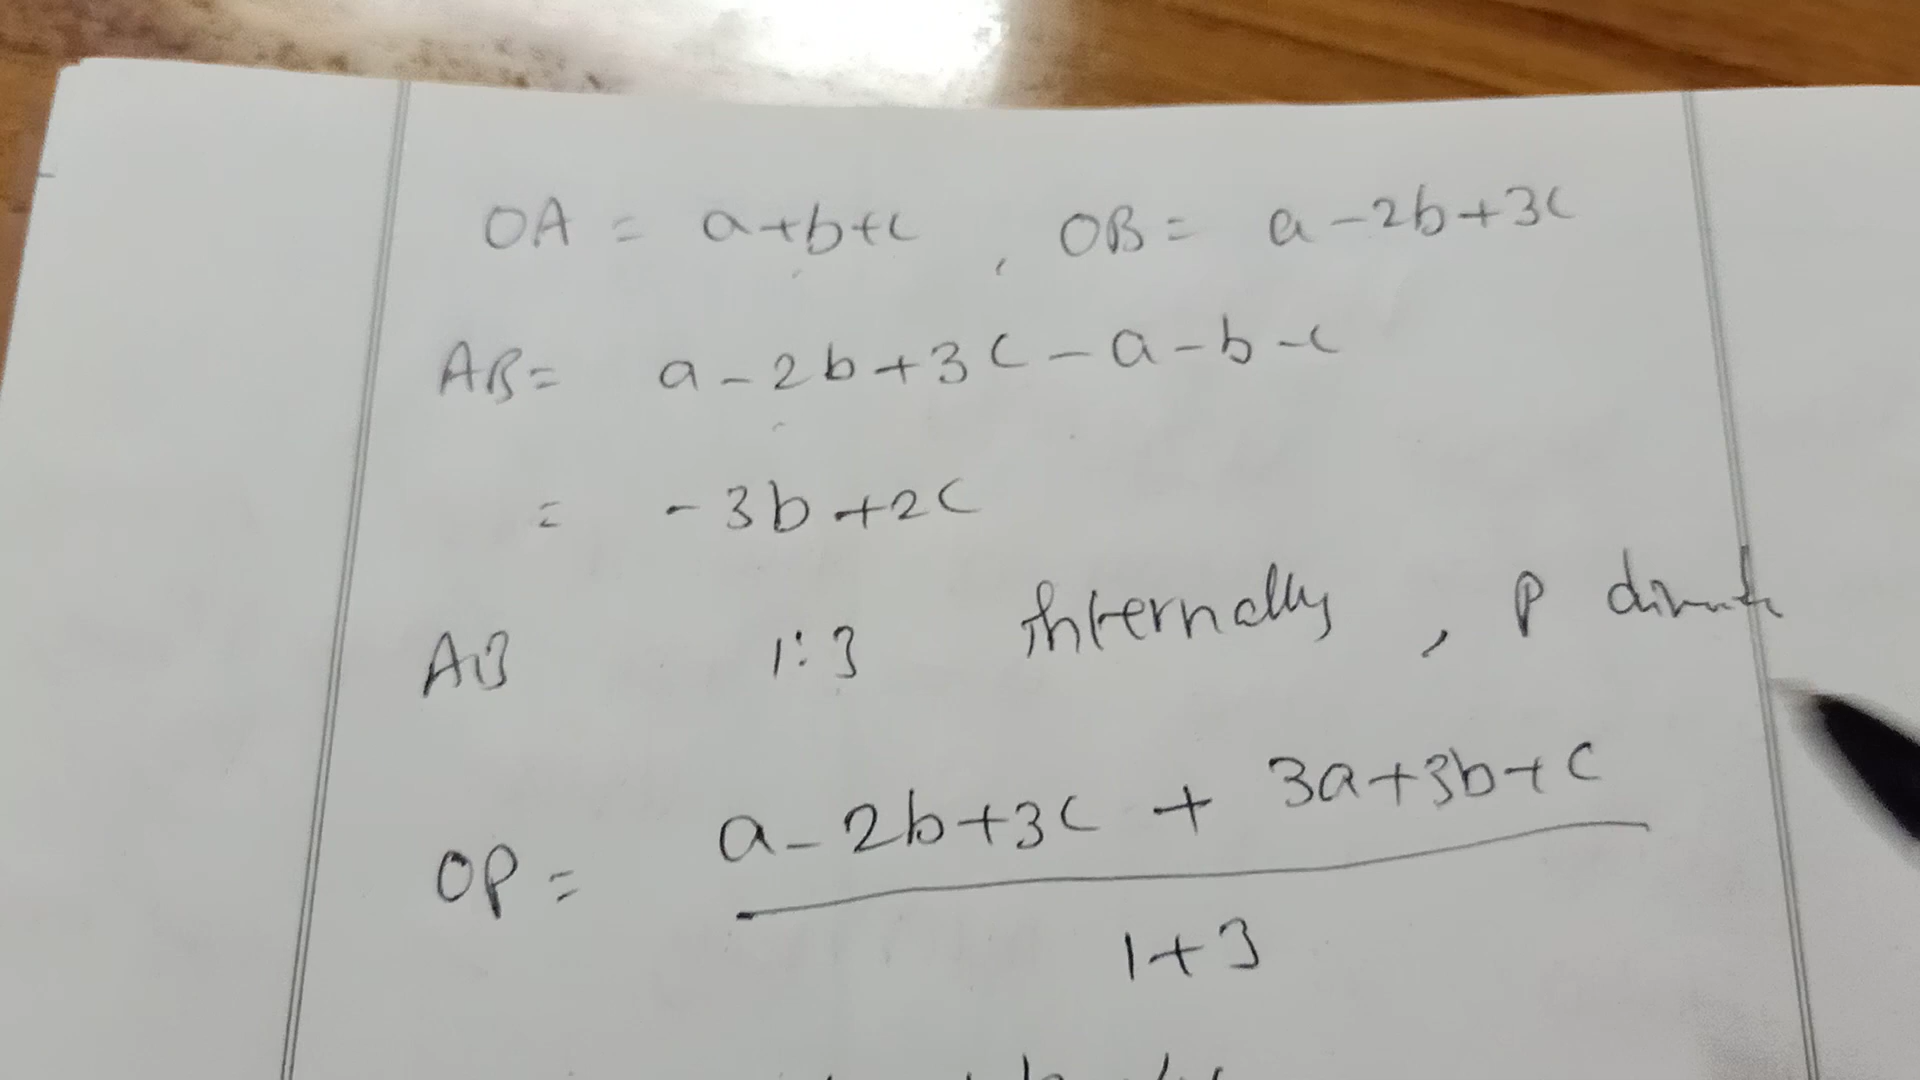 OA = a+b+c , OB = a-2b+3c
AB= a-2b+3c-a-b-c
= -3b+2c
AB 1:3 internally, P
OP = a-2b+3c + 3a+3b+c
1+3